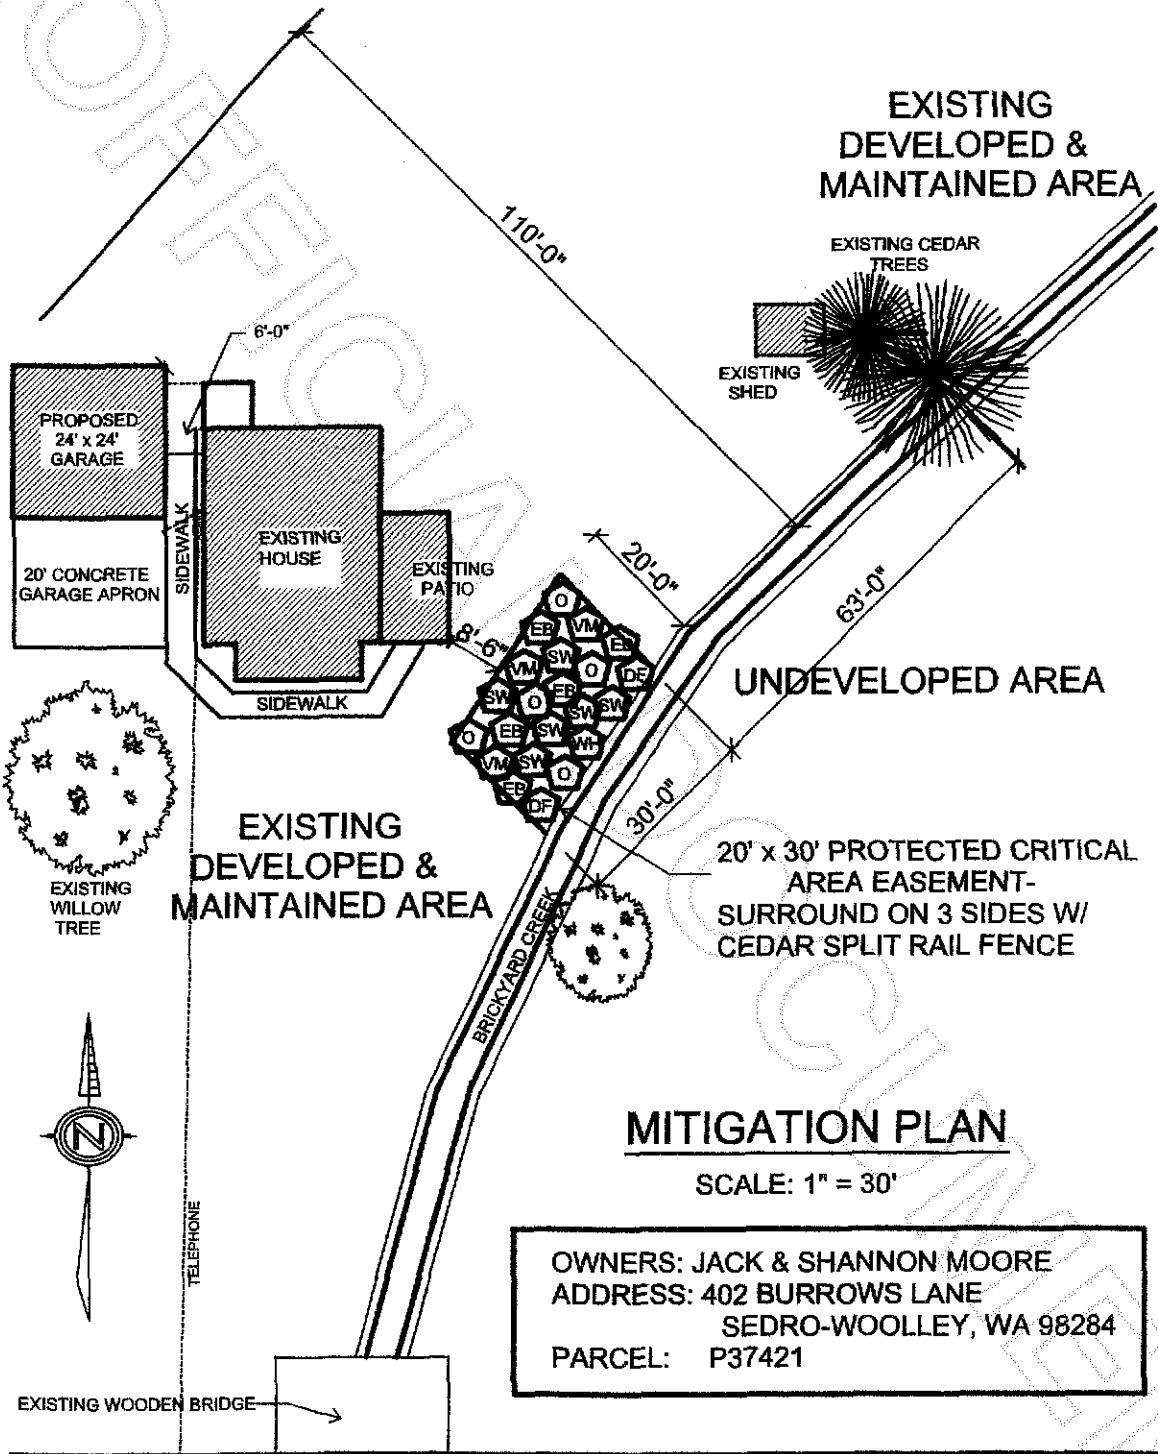 UNOFFICIAL DOCUMENT
EXISTING
DEVELOPED &
MAINTAINED AREA
110'-0"
EXISTING CEDAR
TREES
6'-0"
EXISTING
SHED
PROPOSED
24' x 24'
GARAGE
SIDEWALK
EXISTING
HOUSE
EXISTING
PATIO
20' CONCRETE
GARAGE APRON
20'-0"
63'-0"
8'-6"
O
EB
VM
EB
VM
SW
O
DF
SW
O
EB
SW
SW
O
EB
SW
WH
VM
SW
O
EB
DF
UNDEVELOPED AREA
SIDEWALK
30'-0"
EXISTING
DEVELOPED &
MAINTAINED AREA
20' x 30' PROTECTED CRITICAL
AREA EASEMENT-
SURROUND ON 3 SIDES W/
CEDAR SPLIT RAIL FENCE
EXISTING
WILLOW
TREE
BRICKYARD CREEK
N
TELEPHONE
MITIGATION PLAN
SCALE: 1" = 30'
OWNERS: JACK & SHANNON MOORE
ADDRESS: 402 BURROWS LANE
SEDRO-WOOLLEY, WA 98284
PARCEL: P37421
EXISTING WOODEN BRIDGE